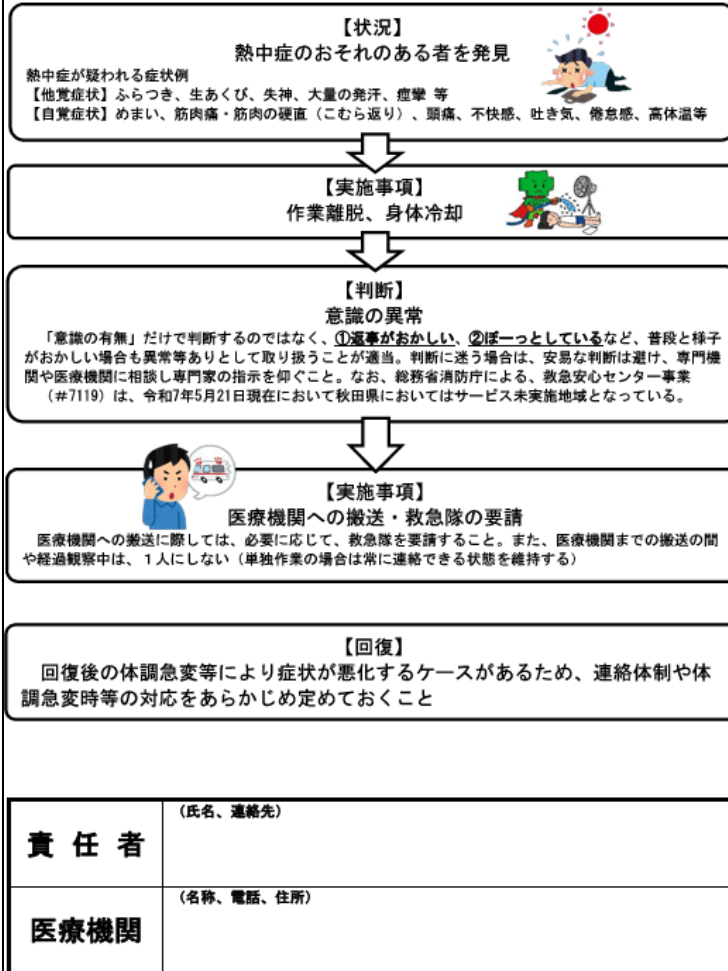 【状況】
熱中症のおそれのある者を発見
熱中症が疑われる症状例
【他覚症状】ふらつき、生あくび、失神、大量の発汗、痙攣 等
【自覚症状】めまい、筋肉痛・筋肉の硬直（こむら返り）、頭痛、不快感、吐き気、倦怠感、高体温等
【実施事項】
作業離脱、身体冷却
【判断】
意識の異常
「意識の有無」だけで判断するのではなく、①返事がおかしい、②ぼーっとしているなど、普段と様子
がおかしい場合も異常等ありとして取り扱うことが適当。判断に迷う場合は、安易な判断は避け、専門機
関や医療機関に相談し専門家の指示を仰ぐこと。なお、総務省消防庁による、救急安心センター事業
（#7119）は、令和7年5月21日現在において秋田県においてはサービス未実施地域となっている。
【実施事項】
医療機関への搬送・救急隊の要請
医療機関への搬送に際しては、必要に応じて、救急隊を要請すること。また、医療機関までの搬送の間
や経過観察中は、１人にしない（単独作業の場合は常に連絡できる状態を維持する）
【回復】
回復後の体調急変等により症状が悪化するケースがあるため、連絡体制や体
調急変時等の対応をあらかじめ定めておくこと
（氏名、連絡先）
責 任 者
（名称、電話、住所）
医療機関